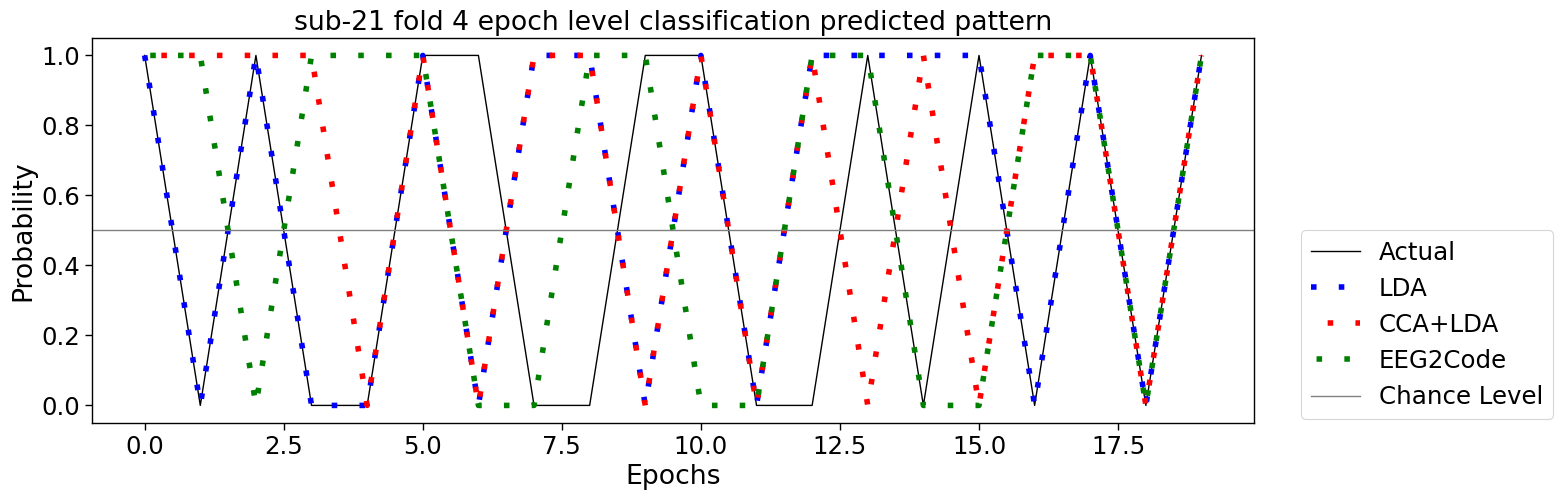 sub-21 fold 4 epoch level classification predicted pattern
Probability
1.0
0.8
0.6
0.4
0.2
0.0
0.0 2.5 5.0 7.5 10.0 12.5 15.0 17.5
Epochs
Actual
LDA
CCA+LDA
EEG2Code
Chance Level